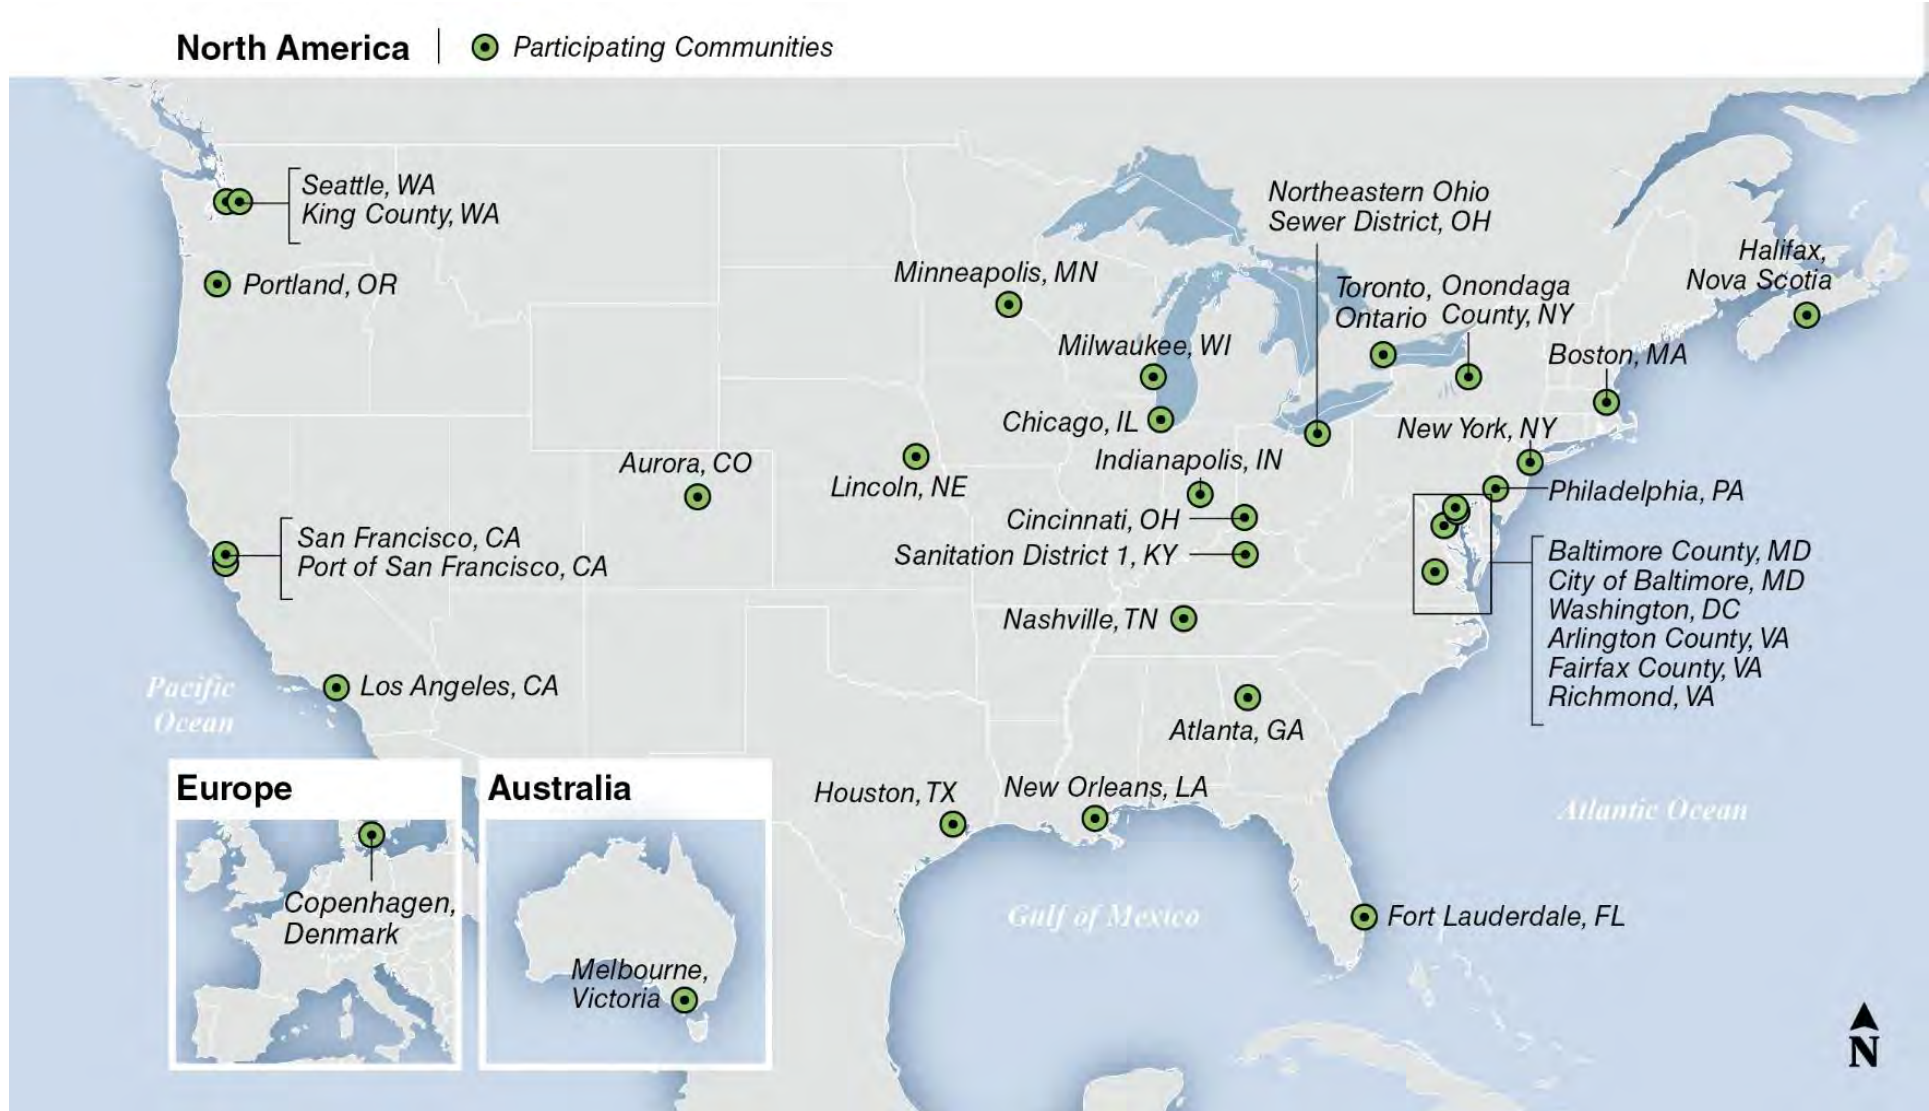 North America
Participating Communities
Seattle, WA
King County, WA
Portland, OR
Northeastern Ohio
Sewer District, OH
Halifax,
Nova Scotia
Minneapolis, MN
Toronto,
Ontario
Onondaga
County, NY
Milwaukee, WI
Boston, MA
Chicago, IL
New York, NY
Aurora, CO
Lincoln, NE
Indianapolis, IN
Philadelphia, PA
Cincinnati, OH
Sanitation District 1, KY
San Francisco, CA
Port of San Francisco, CA
Baltimore County, MD
City of Baltimore, MD
Washington, DC
Arlington County, VA
Fairfax County, VA
Richmond, VA
Nashville, TN
Los Angeles, CA
Pacific
Ocean
Atlanta, GA
Europe
Australia
Houston, TX
New Orleans, LA
Atlantic Ocean
Copenhagen,
Denmark
Gulf of Mexico
Fort Lauderdale, FL
Melbourne,
Victoria
N